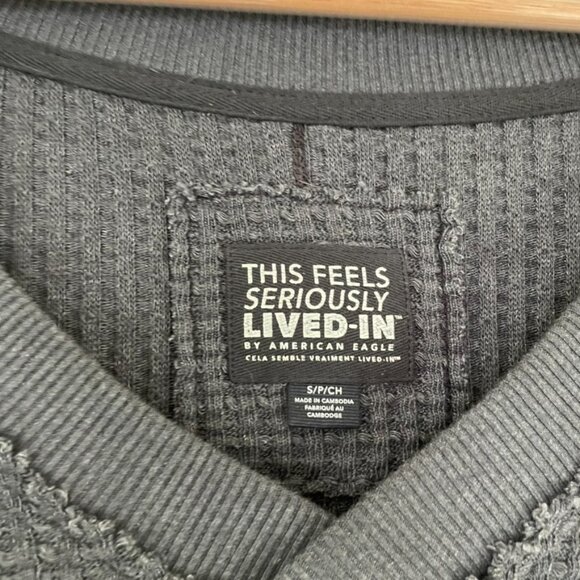 THIS FEELS
SERIOUSLY
LIVED-IN™
BY AMERICAN EAGLE
CELA SEMBLE VRAIMENT LIVED-IN™
S/P/CH
MADE IN CAMBODIA
FABRIQUÉ AU
CAMBODGE